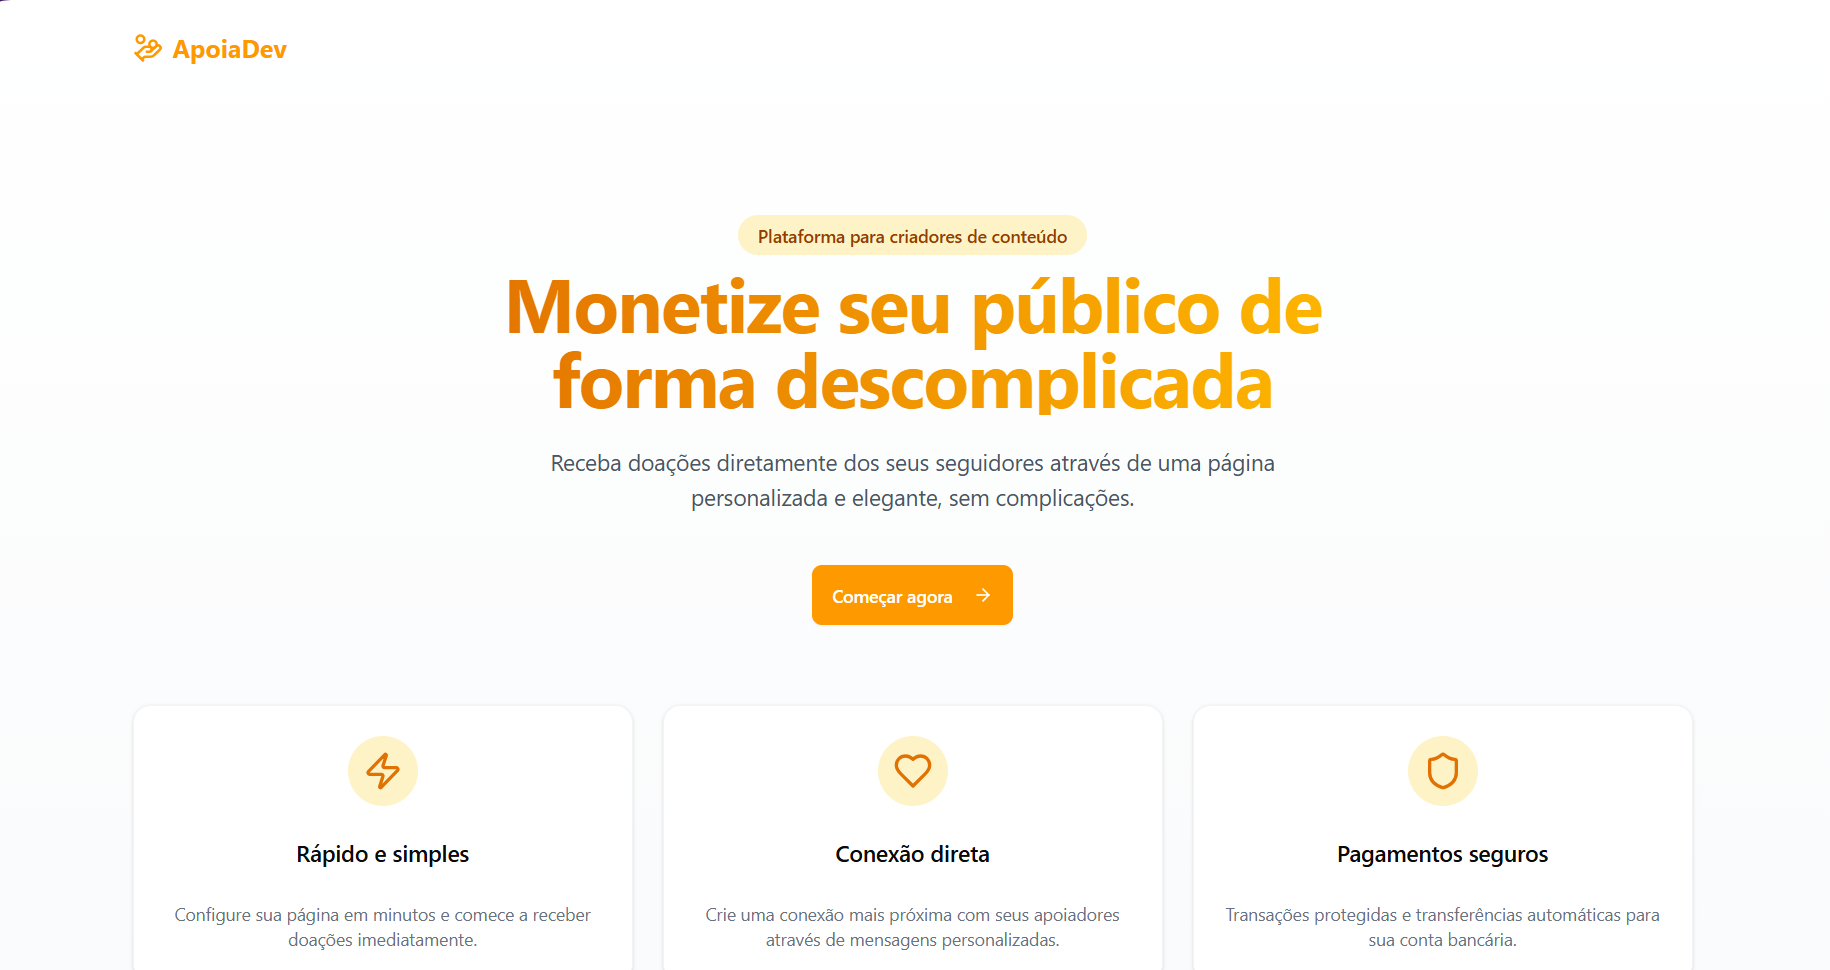 ApoiaDev
Plataforma para criadores de conteúdo
Monetize seu público de
forma descomplicada
Receba doações diretamente dos seus seguidores através de uma página
personalizada e elegante, sem complicações.
Começar agora
Rápido e simples
Configure sua página em minutos e comece a receber
doações imediatamente.
Conexão direta
Crie uma conexão mais próxima com seus apoiadores
através de mensagens personalizadas.
Pagamentos seguros
Transações protegidas e transferências automáticas para
sua conta bancária.